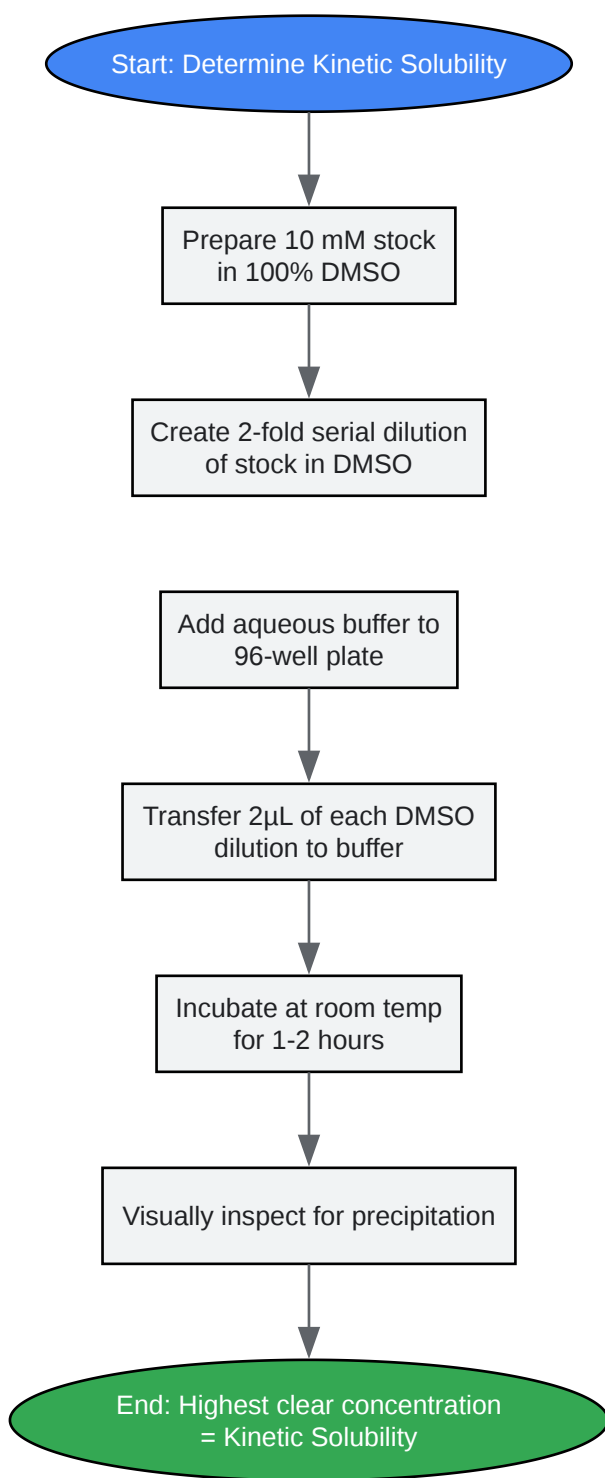 Start: Determine Kinetic Solubility
Prepare 10 mM stock
in 100% DMSO
Create 2-fold serial dilution
of stock in DMSO
Add aqueous buffer to
96-well plate
Transfer 2µL of each DMSO
dilution to buffer
Incubate at room temp
for 1-2 hours
Visually inspect for precipitation
End: Highest clear concentration
= Kinetic Solubility